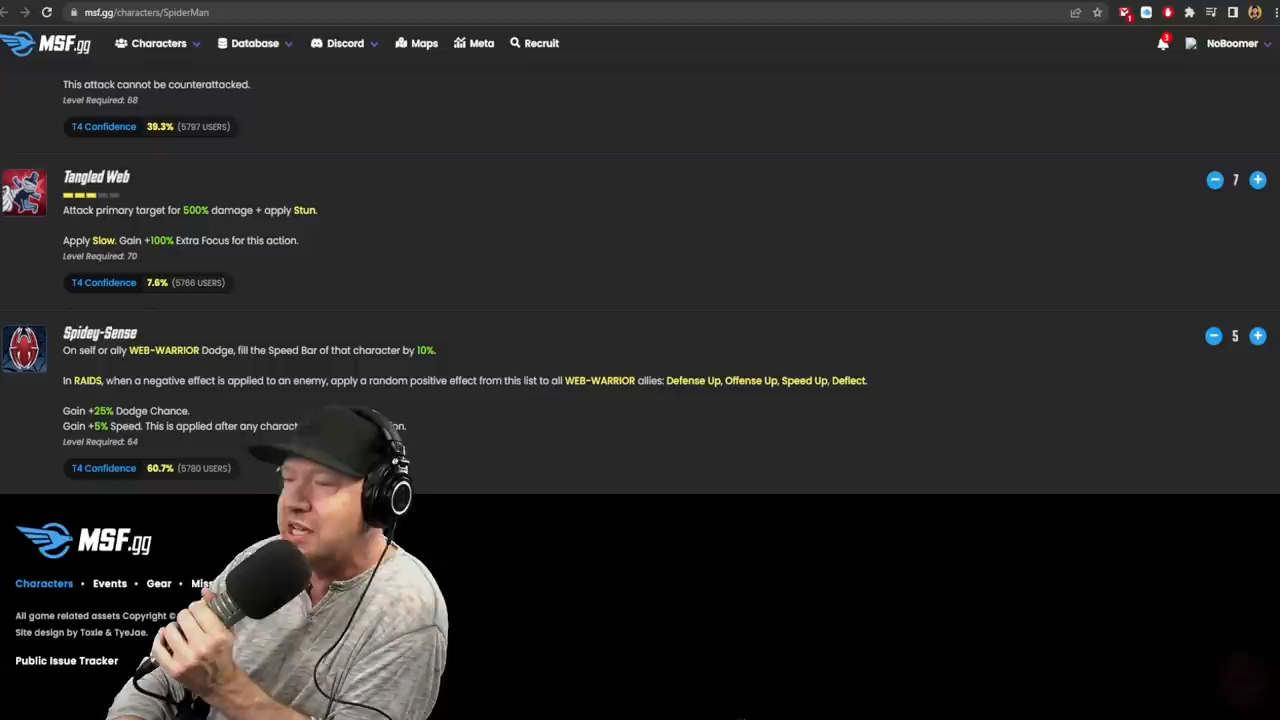 msf.gg/characters/SpiderMan
MSF.gg Characters Database Discord Maps Meta Recruit 3 NoBoomer
This attack cannot be counterattacked.
Level Required: 68
T4 Confidence 39.3% (5797 USERS)
Tangled Web
7
Attack primary target for 500% damage + apply Stun.
Apply Slow. Gain +100% Extra Focus for this action.
Level Required: 70
T4 Confidence 7.6% (5766 USERS)
Spidey-Sense
5
On self or ally WEB-WARRIOR Dodge, fill the Speed Bar of that character by 10%.
In RAIDS, when a negative effect is applied to an enemy, apply a random positive effect from this list to all WEB-WARRIOR allies: Defense Up, Offense Up, Speed Up, Deflect.
Gain +25% Dodge Chance.
Gain +5% Speed. This is applied after any charac on.
Level Required: 64
T4 Confidence 60.7% (5780 USERS)
MSF.gg
Characters • Events • Gear • Miss
All game related assets Copyright ©
Site design by Toxie & TyeJae.
Public Issue Tracker